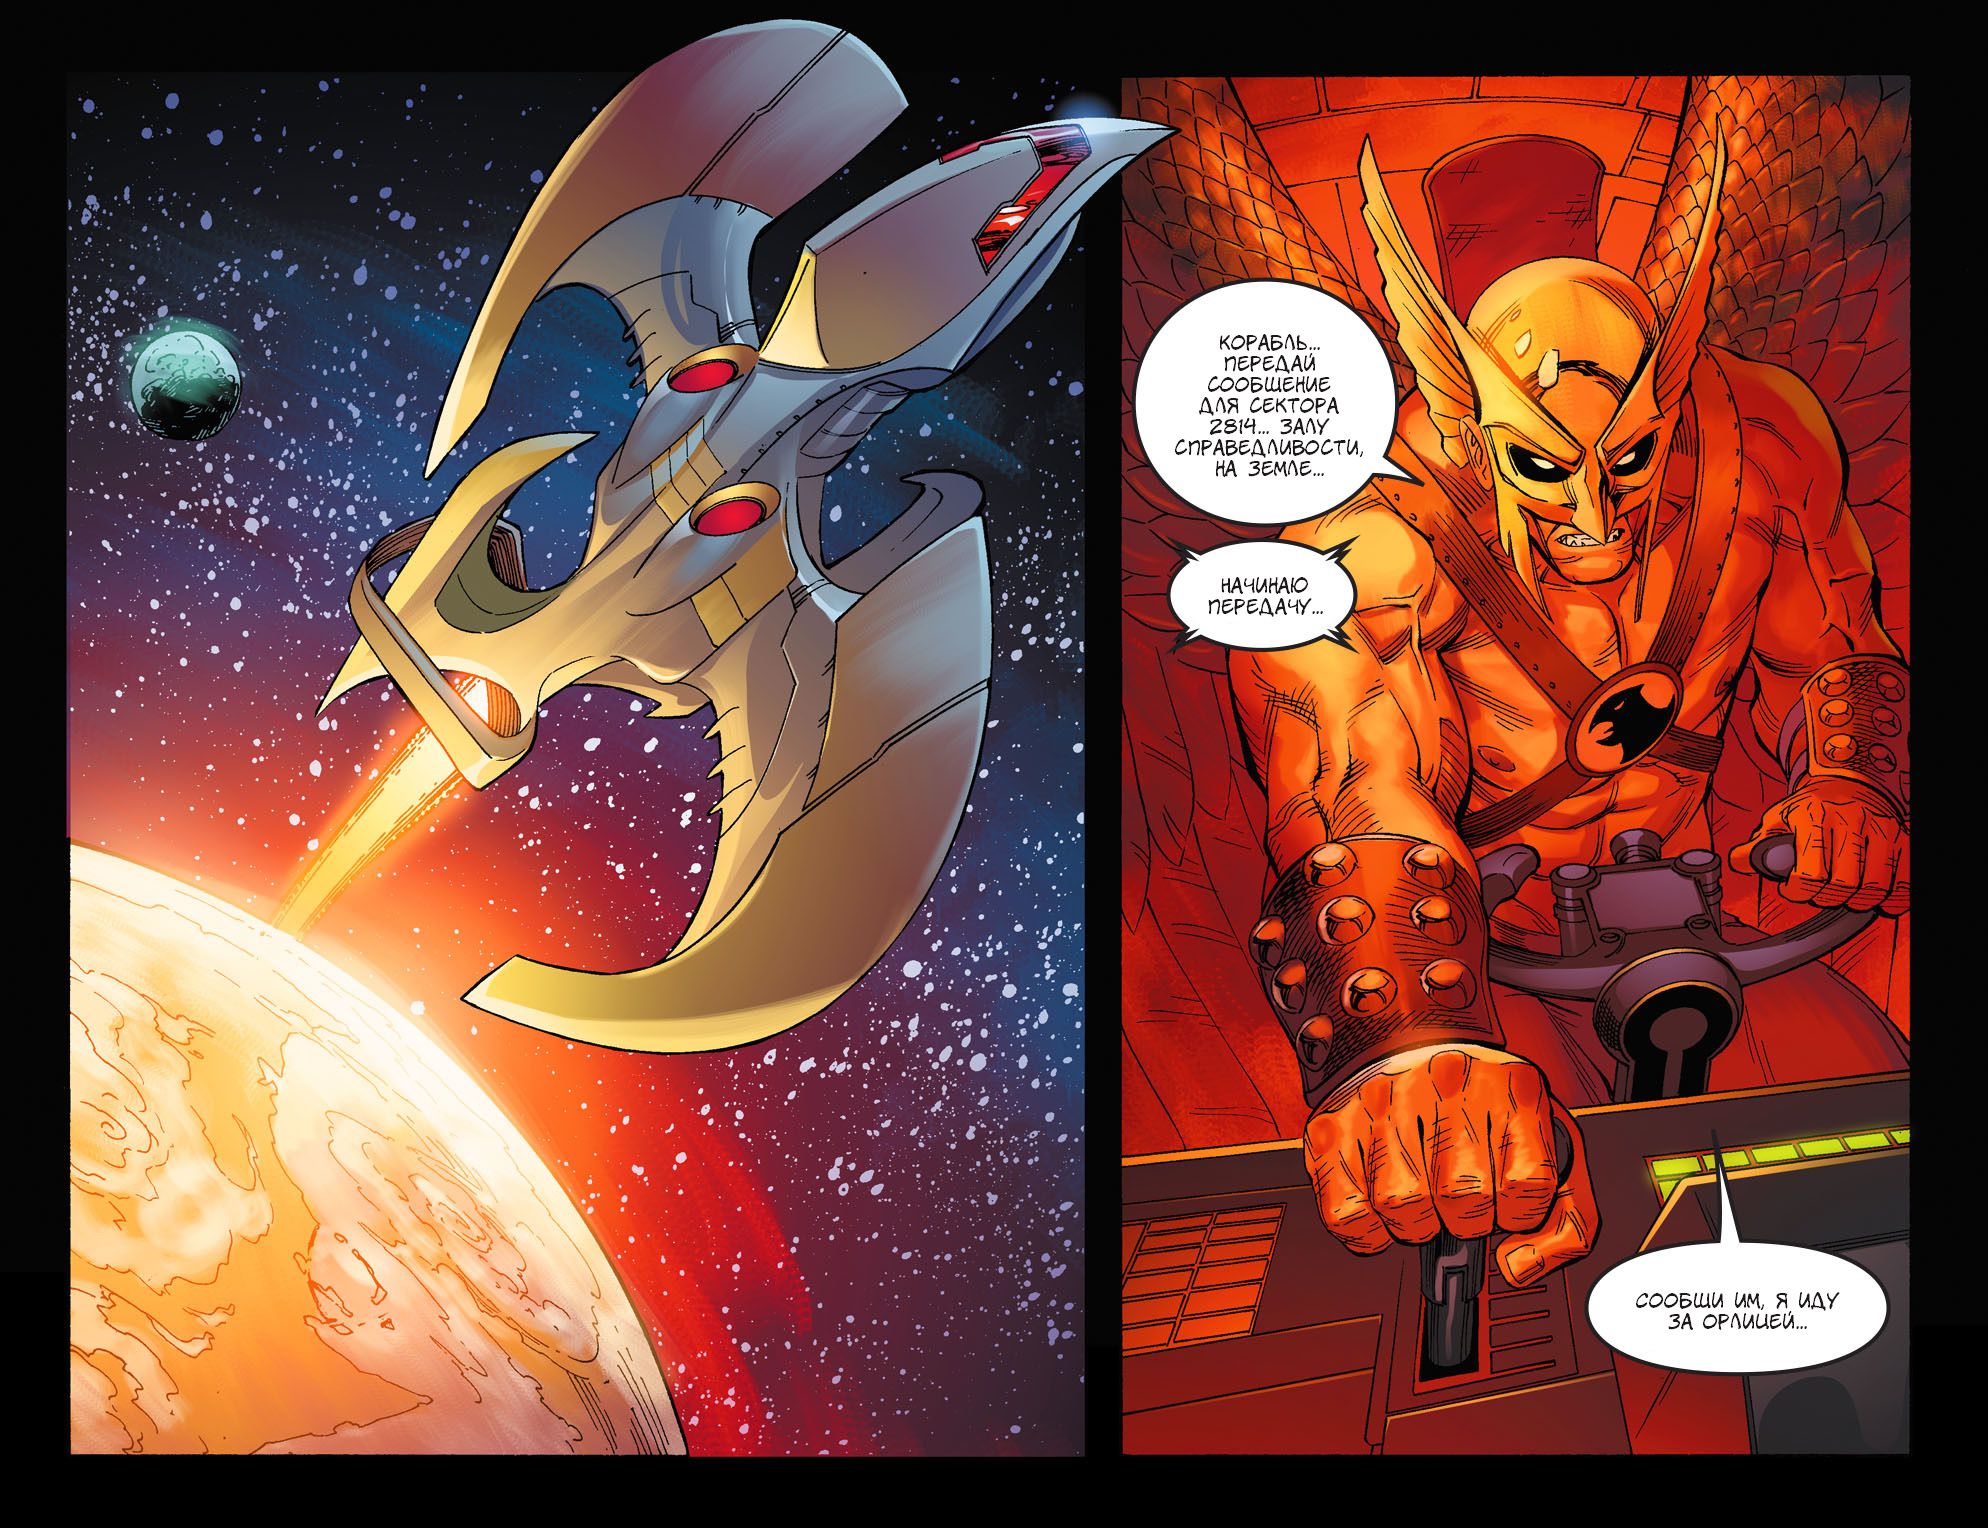 КОРАБЛЬ...
ПЕРЕДАЙ
СООБЩЕНИЕ
ДЛЯ СЕКТОРА
2814... ЗАЛУ
СПРАВЕДЛИВОСТИ,
НА ЗЕМЛЕ...
НАЧИНАЮ
ПЕРЕДАЧУ...
СООБЩИ ИМ, Я ИДУ
ЗА ОРЛИЦЕЙ...